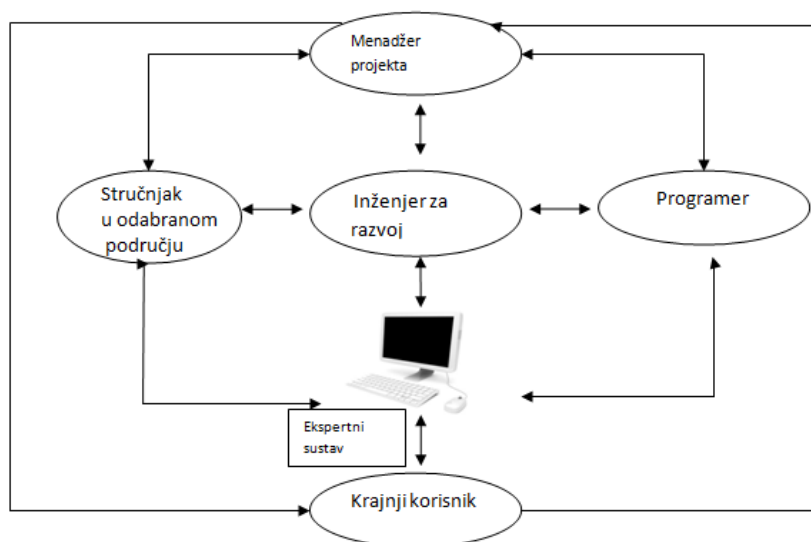 Menadžer
projekta
Stručnjak
u odabranom
području
Inženjer za
razvoj
Programer
Ekspertni
sustav
Krajnji korisnik